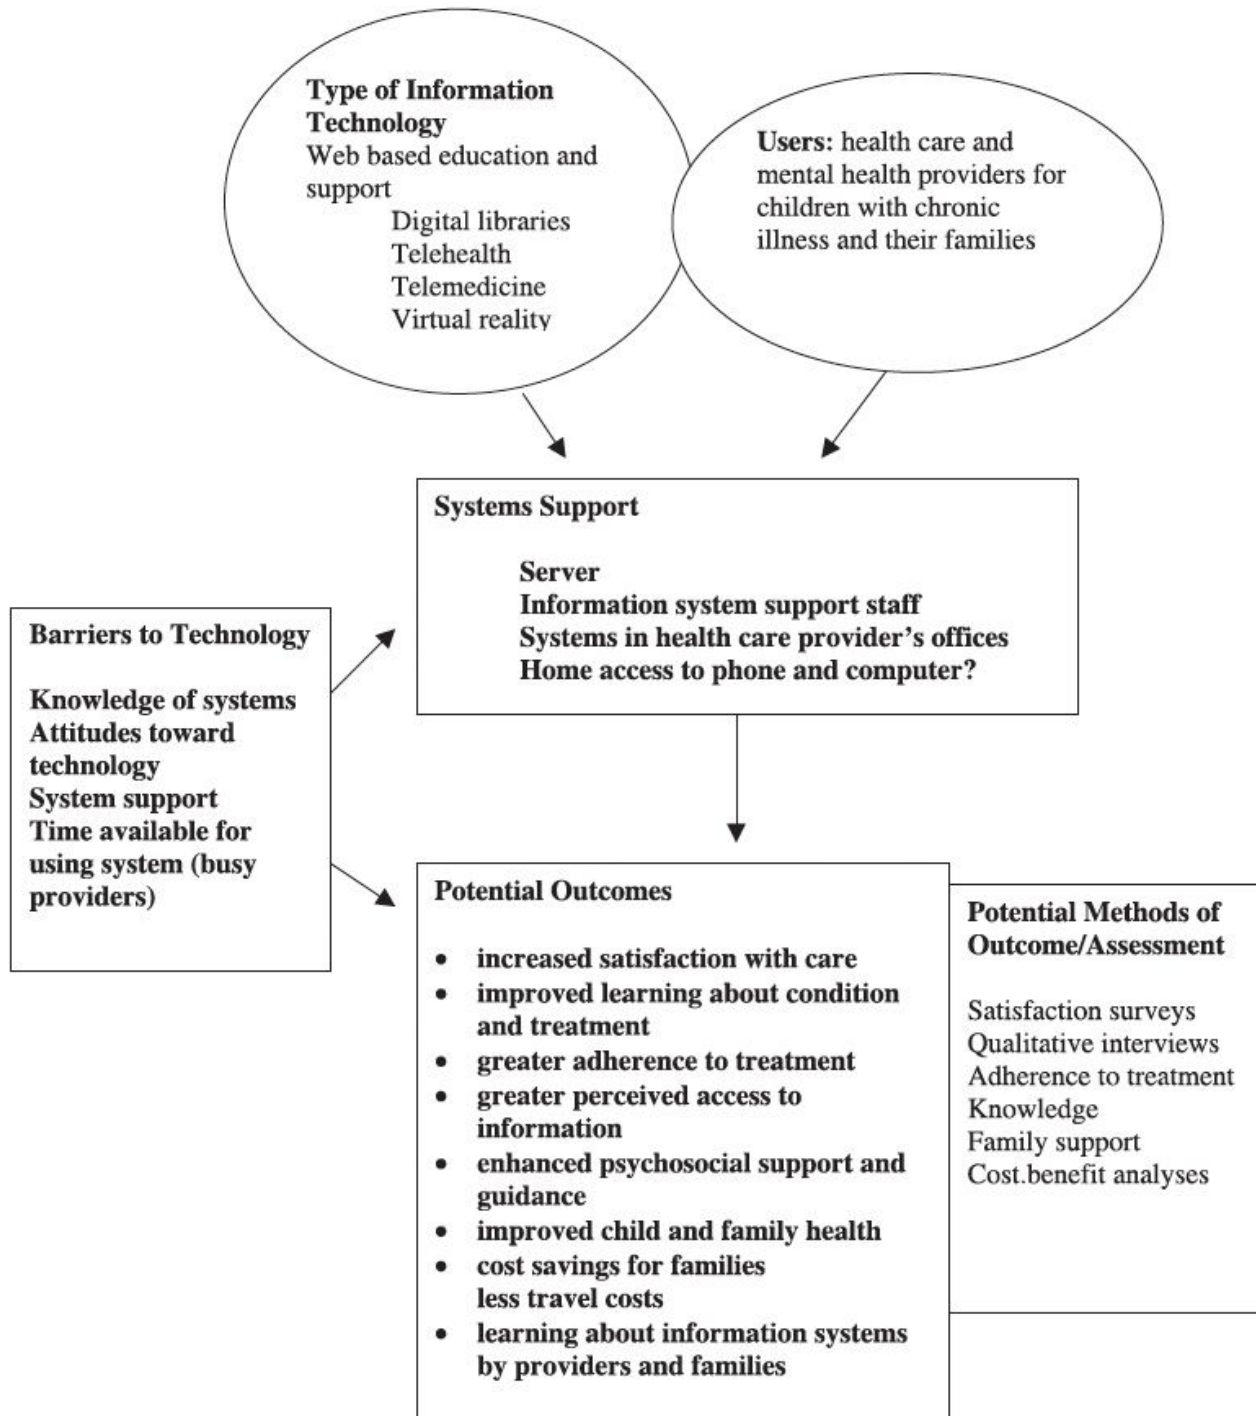 Type of Information
Technology
Web based education and
support
Digital libraries
Telehealth
Telemedicine
Virtual reality
Users: health care and
mental health providers for
children with chronic
illness and their families
Systems Support
Server
Information system support staff
Systems in health care provider's offices
Home access to phone and computer?
Barriers to Technology
Knowledge of systems
Attitudes toward
technology
System support
Time available for
using system (busy
providers)
Potential Outcomes
• increased satisfaction with care
• improved learning about condition
and treatment
• greater adherence to treatment
• greater perceived access to
information
• enhanced psychosocial support and
guidance
• improved child and family health
• cost savings for families
less travel costs
• learning about information systems
by providers and families
Potential Methods of
Outcome/Assessment
Satisfaction surveys
Qualitative interviews
Adherence to treatment
Knowledge
Family support
Cost.benefit analyses